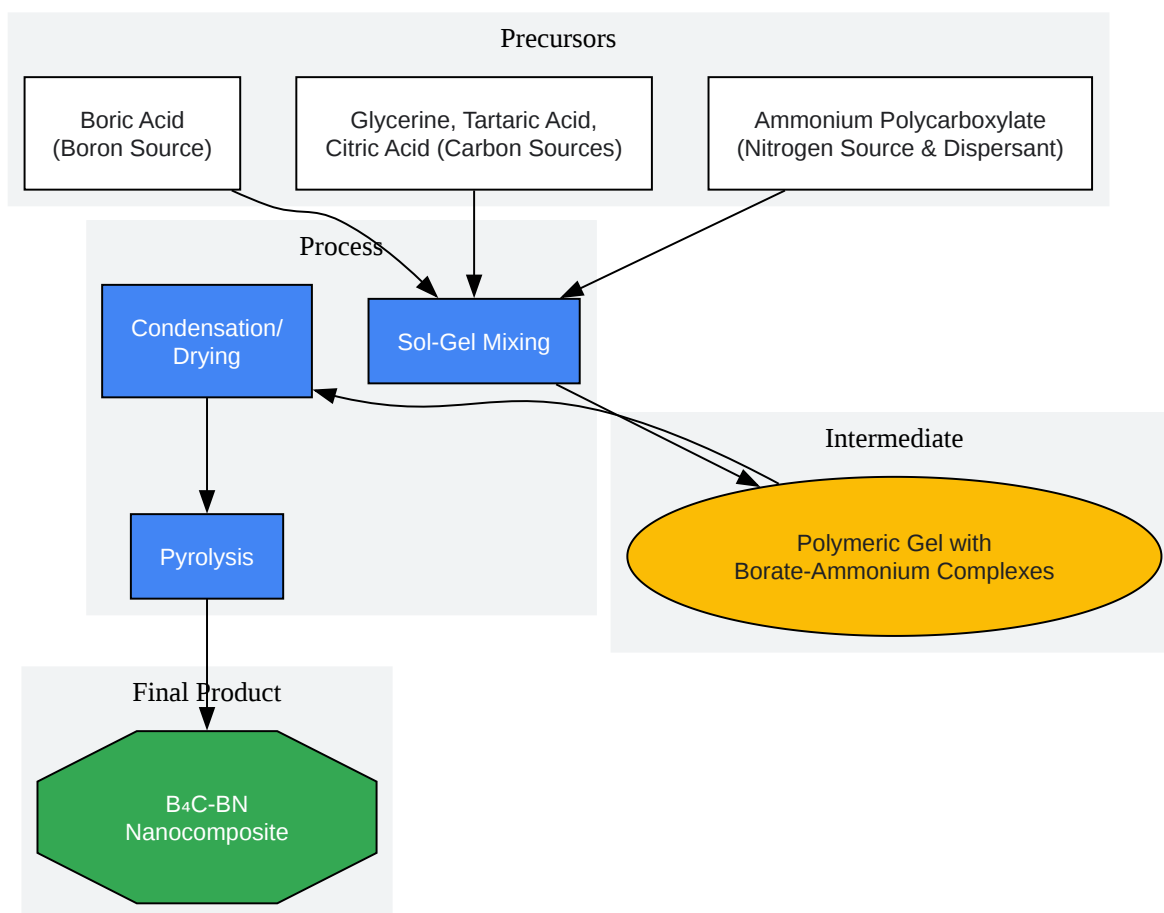 Precursors
Boric Acid
(Boron Source)
Glycerine, Tartaric Acid,
Citric Acid (Carbon Sources)
Ammonium Polycarboxylate
(Nitrogen Source & Dispersant)
Process
Condensation/
Drying
Sol-Gel Mixing
Intermediate
Polymeric Gel with
Borate-Ammonium Complexes
Pyrolysis
Final Product
B₄C-BN
Nanocomposite